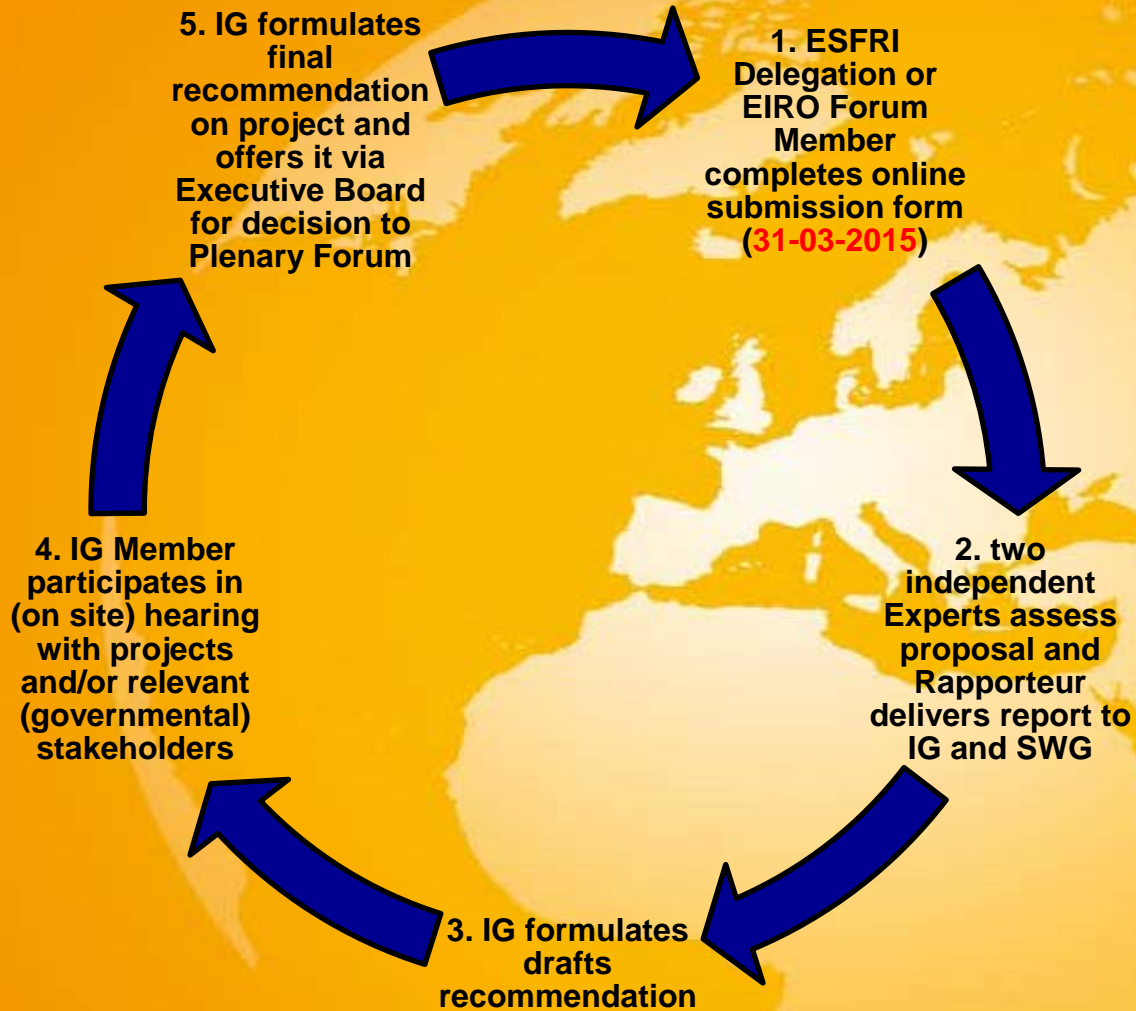 1. ESFRI
Delegation or
EIRO Forum
Member
completes online
submission form
(31-03-2015)
2. two
independent
Experts assess
proposal and
Rapporteur
delivers report to
IG and SWG
3. IG formulates
drafts
recommendation
4. IG Member
participates in
(on site) hearing
with projects
and/or relevant
(governmental)
stakeholders
5. IG formulates
final
recommendation
on project and
offers it via
Executive Board
for decision to
Plenary Forum